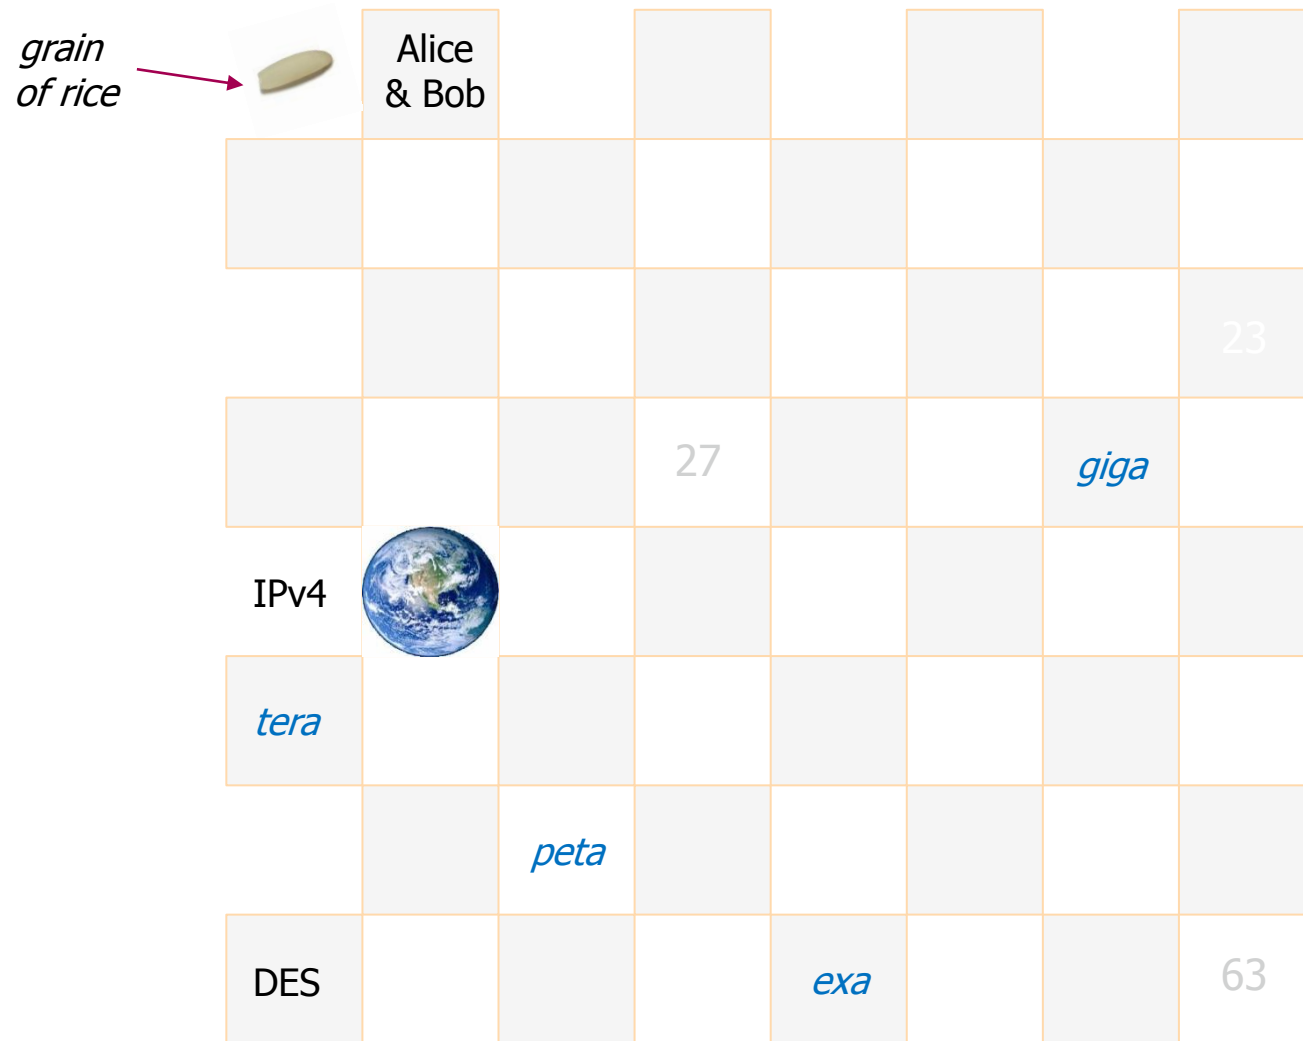 grain
of rice
Alice
& Bob
23
27
giga
IPv4
tera
peta
DES
exa
63